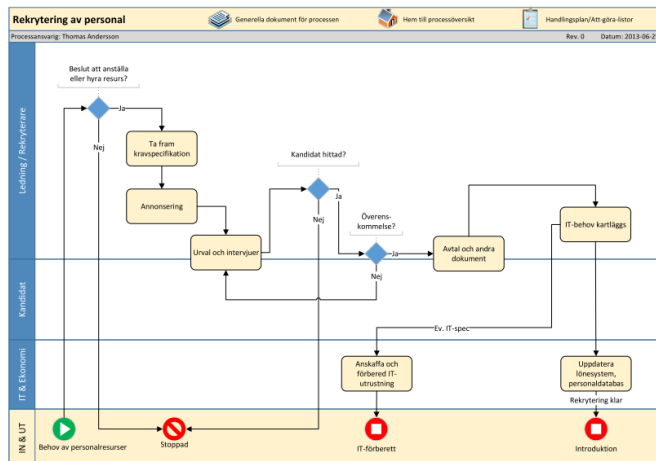 Rekrytering av personal
Generella dokument för processen
Hem till processöversikt
Handlingsplan/Att-göra-listor
Processansvarig: Thomas Andersson
Rev. 0
Datum: 2013-06-2
Ledning / Rekryterare
Beslut att anställa
eller hyra resurs?
Ja
Nej
Ta fram
kravspecifikation
Annonsering
Urval och intervjuer
Kandidat hittad?
Ja
Nej
Överens-
kommelse?
Ja
Nej
Avtal och andra
dokument
IT-behov kartläggs
Kandidat
Ev. IT-spec
IT & Ekonomi
Anskaffa och
förbered IT-
utrustning
Uppdatera
lönesystem,
personaldatabas
Rekrytering klar
IN & UT
Behov av personalresurser
Stoppad
IT-förberett
Introduktion